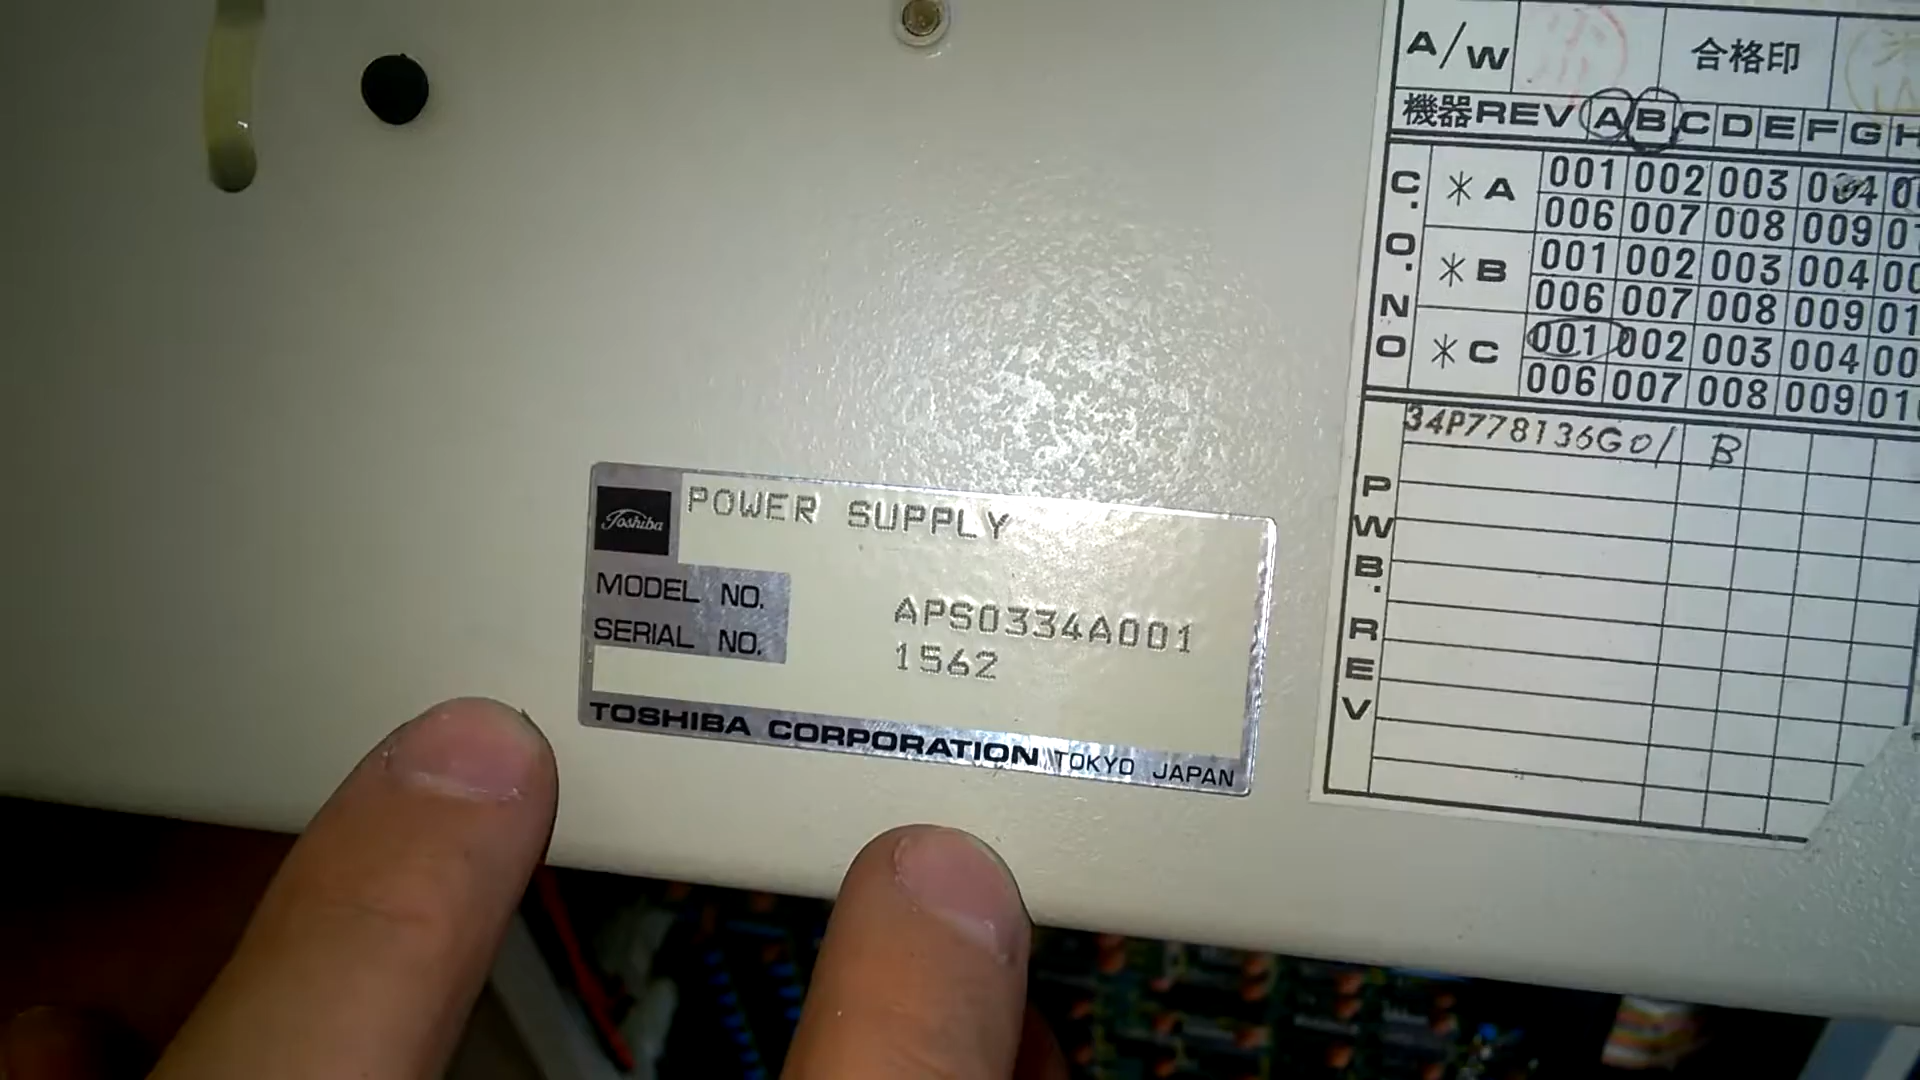 Toshiba
POWER SUPPLY
MODEL NO. APS0334A001
SERIAL NO. 1562
TOSHIBA CORPORATION TOKYO JAPAN
A/W 合格印
機器REV A B C D E F G H
C.O.NO
*A 001 002 003 004
006 007 008 009
*B 001 002 003 004
006 007 008 009
*C 001 002 003 004
006 007 008 009
PWB.REV
34P778136G01 B